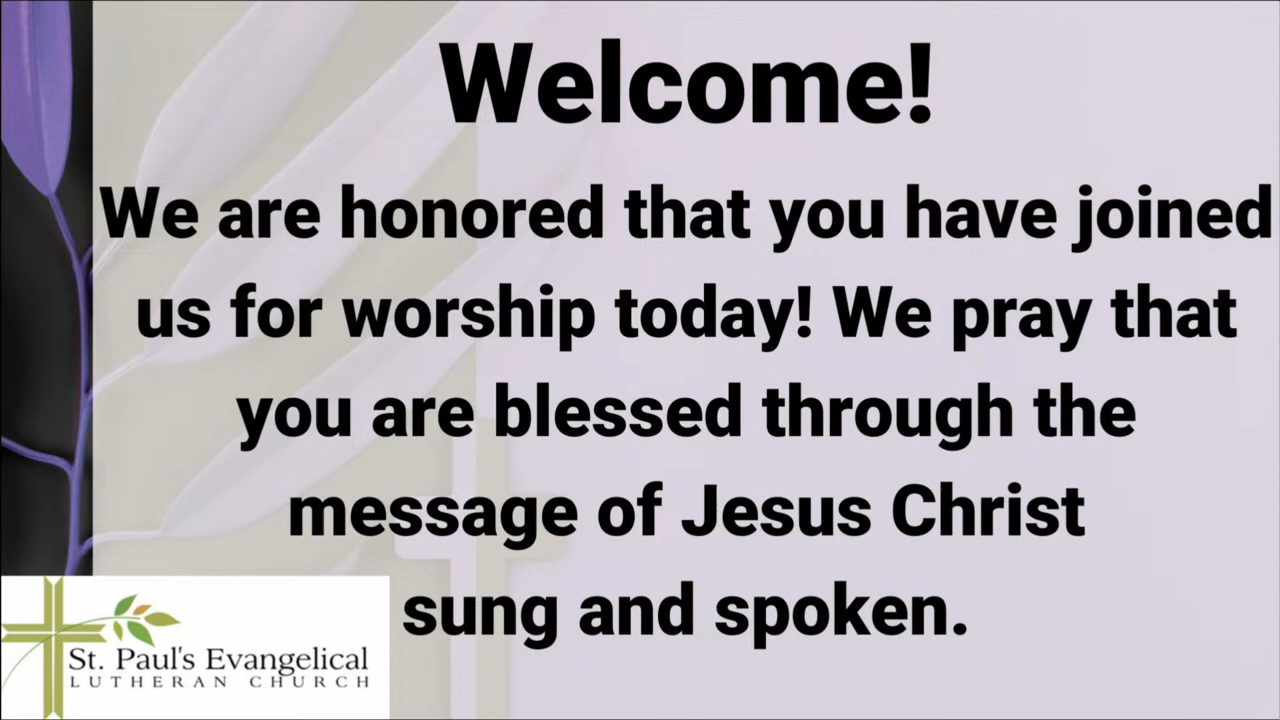 Welcome!
We are honored that you have joined
us for worship today! We pray that
you are blessed through the
message of Jesus Christ
sung and spoken.
St. Paul's Evangelical
LUTHERAN CHURCH